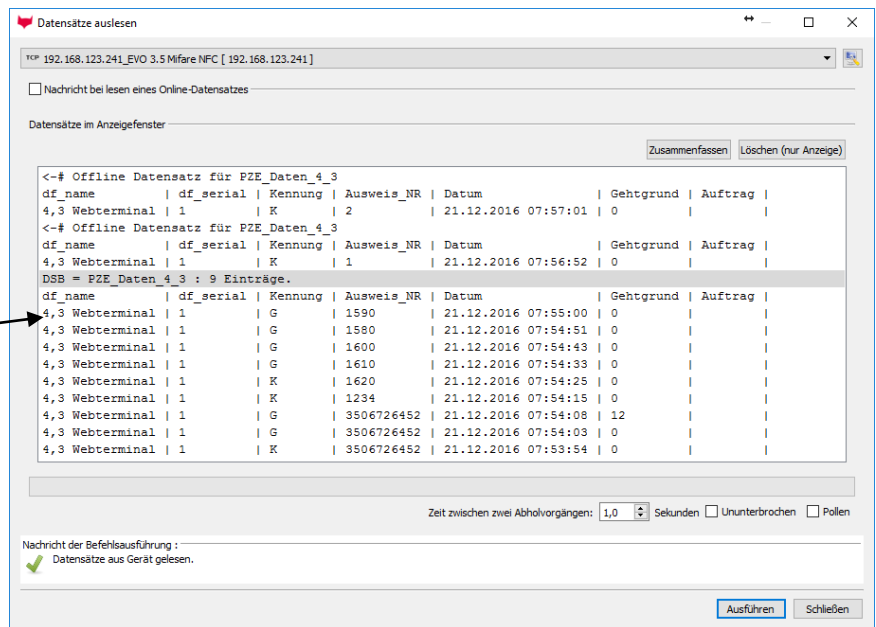 Datensätze auslesen
TCP 192.168.123.241_EVO 3.5 Mifare NFC [ 192.168.123.241 ]
Nachricht bei lesen eines Online-Datensatzes
Datensätze im Anzeigefenster
Zusammenfassen Löschen (nur Anzeige)
<-# Offline Datensatz für PZE_Daten_4_3
df_name | df_serial | Kennung | Ausweis_NR | Datum | Gehtgrund | Auftrag |
4,3 Webterminal | 1 | K | 2 | 21.12.2016 07:57:01 | 0 | |
<-# Offline Datensatz für PZE_Daten_4_3
df_name | df_serial | Kennung | Ausweis_NR | Datum | Gehtgrund | Auftrag |
4,3 Webterminal | 1 | K | 1 | 21.12.2016 07:56:52 | 0 | |
DSB = PZE_Daten_4_3 : 9 Einträge.
df_name | df_serial | Kennung | Ausweis_NR | Datum | Gehtgrund | Auftrag |
4,3 Webterminal | 1 | G | 1590 | 21.12.2016 07:55:00 | 0 | |
4,3 Webterminal | 1 | G | 1580 | 21.12.2016 07:54:51 | 0 | |
4,3 Webterminal | 1 | G | 1600 | 21.12.2016 07:54:43 | 0 | |
4,3 Webterminal | 1 | G | 1610 | 21.12.2016 07:54:33 | 0 | |
4,3 Webterminal | 1 | K | 1620 | 21.12.2016 07:54:25 | 0 | |
4,3 Webterminal | 1 | K | 1234 | 21.12.2016 07:54:15 | 0 | |
4,3 Webterminal | 1 | G | 3506726452 | 21.12.2016 07:54:08 | 12 | |
4,3 Webterminal | 1 | G | 3506726452 | 21.12.2016 07:54:03 | 0 | |
4,3 Webterminal | 1 | K | 3506726452 | 21.12.2016 07:53:54 | 0 | |
Zeit zwischen zwei Abholvorgängen: 1,0 Sekunden Ununterbrochen Pollen
Nachricht der Befehlsausführung :
Datensätze aus Gerät gelesen.
Ausführen Schließen